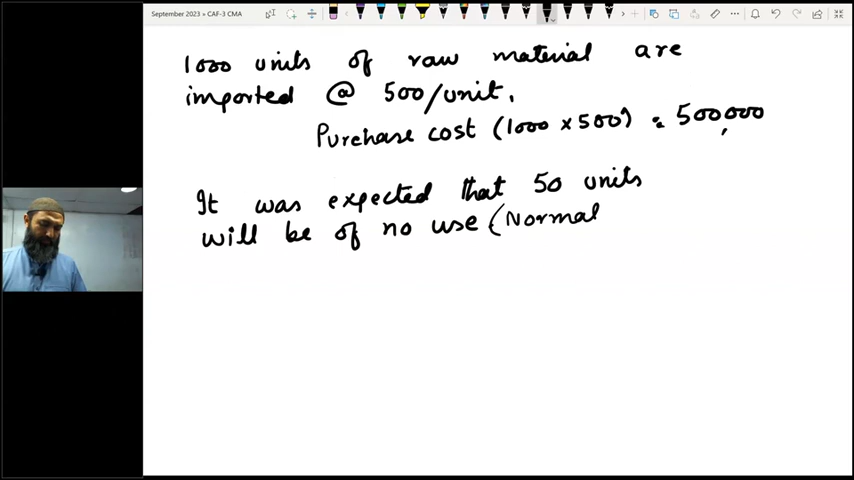 September 2023 » CAF-3 CMA
1000 units of raw material are
imported @ 500/unit.
Purchase cost (1000 x 500) = 500,000
It was expected that 50 units
will be of no use (Normal